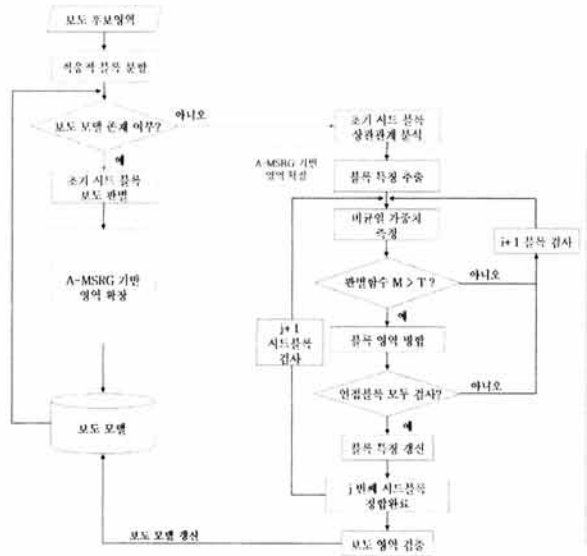 보도 후보영역
적응적 블록 분할
보도 모델 존재 여부?
아니오
예
초기 시드 블록
보도 판별
A-MSRG 기반
영역 확장
보도 모델
보도 모델 갱신
초기 시드 블록
상관관계 분석
A-MSRG 기반
영역 확장
블록 특징 추출
비균일 가중치
측정
i+1 블록 검사
판별함수 M > T ?
아니오
예
j+1
시드블록
검사
블록 영역 병합
인접블록 모두 검사?
아니오
예
블록 특징 갱신
j 번째 시드블록
정합완료
보도 영역 검출